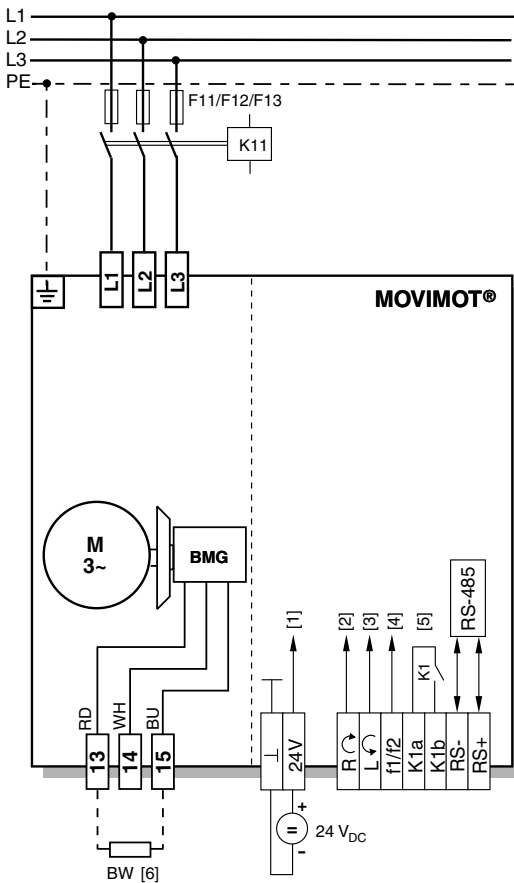 L1
L2
L3
PE
F11/F12/F13
K11
L1
L2
L3
MOVIMOT®
M
3~
BMG
RD
WH
BU
13
14
15
BW [6]
[1]
[2]
[3]
[4]
[5]
RS-485
K1
24V
R
L
f1/f2
K1a
K1b
RS-
RS+
+
=
-
24 VDC